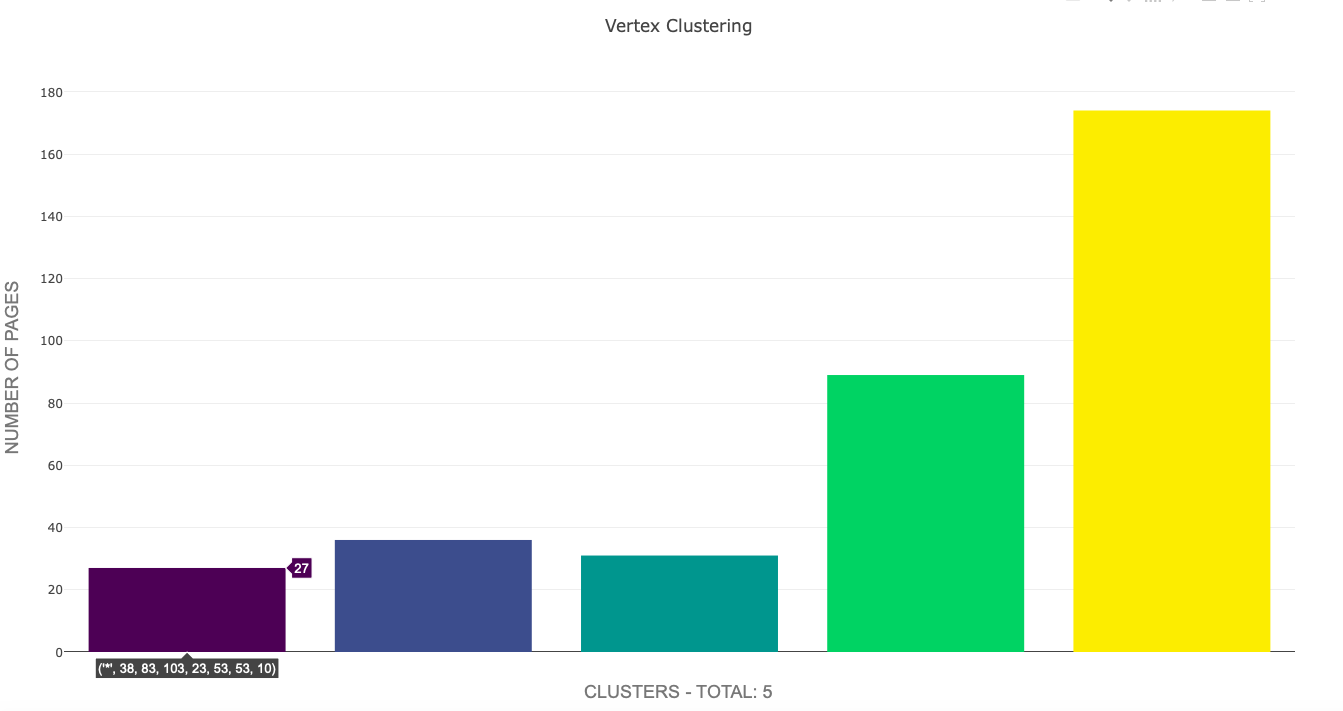 Vertex Clustering
180
160
140
120
100
80
60
40
20
0
NUMBER OF PAGES
27
('*', 38, 83, 103, 23, 53, 53, 10)
CLUSTERS - TOTAL: 5